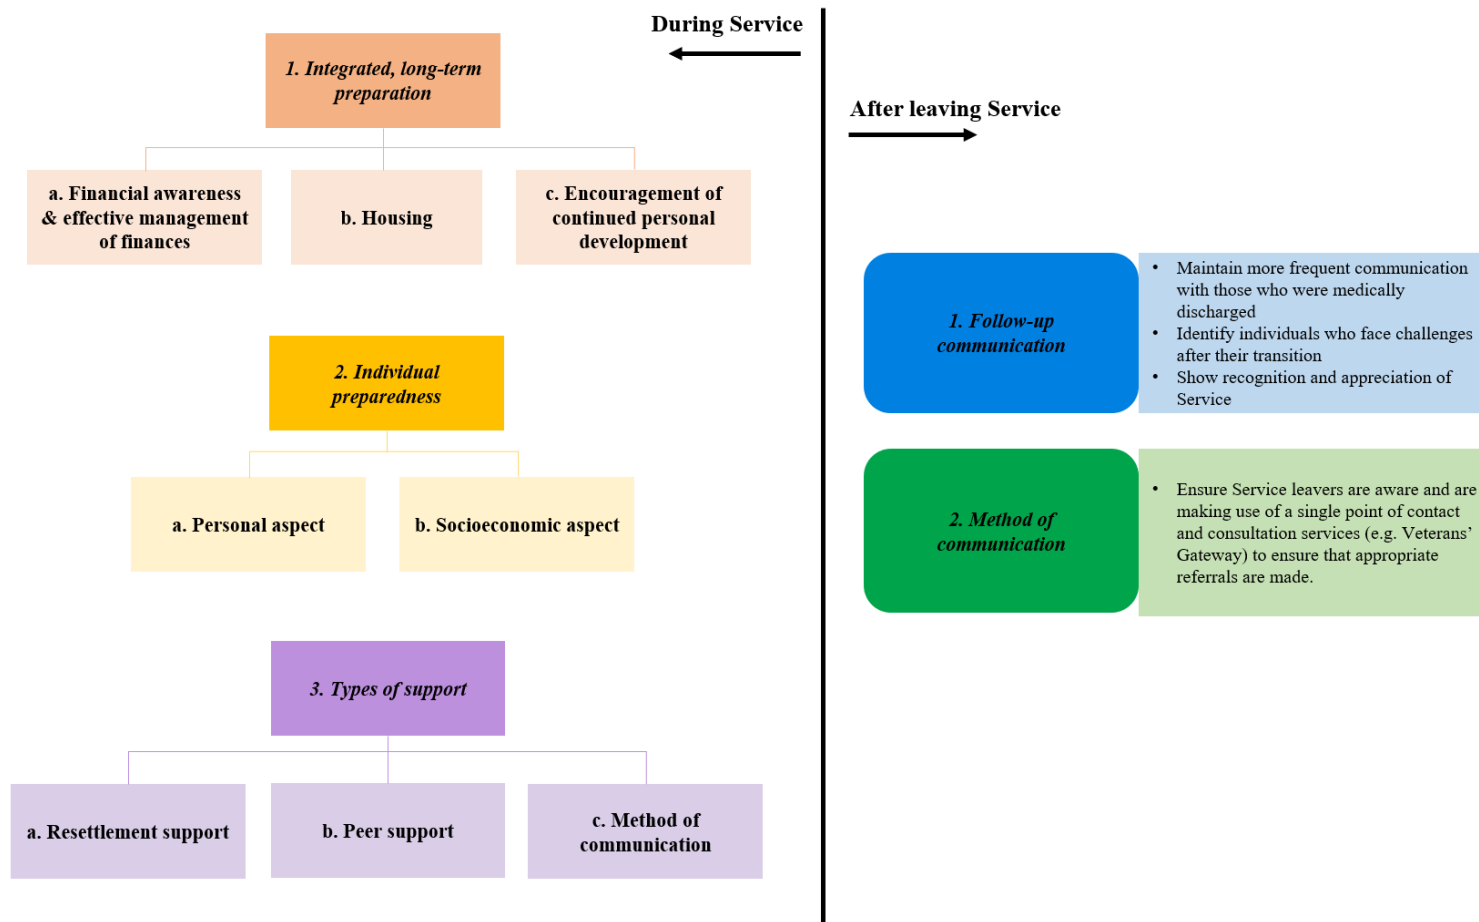 During Service
1. Integrated, long-term
preparation
a. Financial awareness
& effective management
of finances
b. Housing
c. Encouragement of
continued personal
development
2. Individual
preparedness
a. Personal aspect
b. Socioeconomic aspect
3. Types of support
a. Resettlement support
b. Peer support
c. Method of
communication
After leaving Service
1. Follow-up
communication
• Maintain more frequent communication
with those who were medically
discharged
• Identify individuals who face challenges
after their transition
• Show recognition and appreciation of
Service
2. Method of
communication
• Ensure Service leavers are aware and are
making use of a single point of contact
and consultation services (e.g. Veterans’
Gateway) to ensure that appropriate
referrals are made.